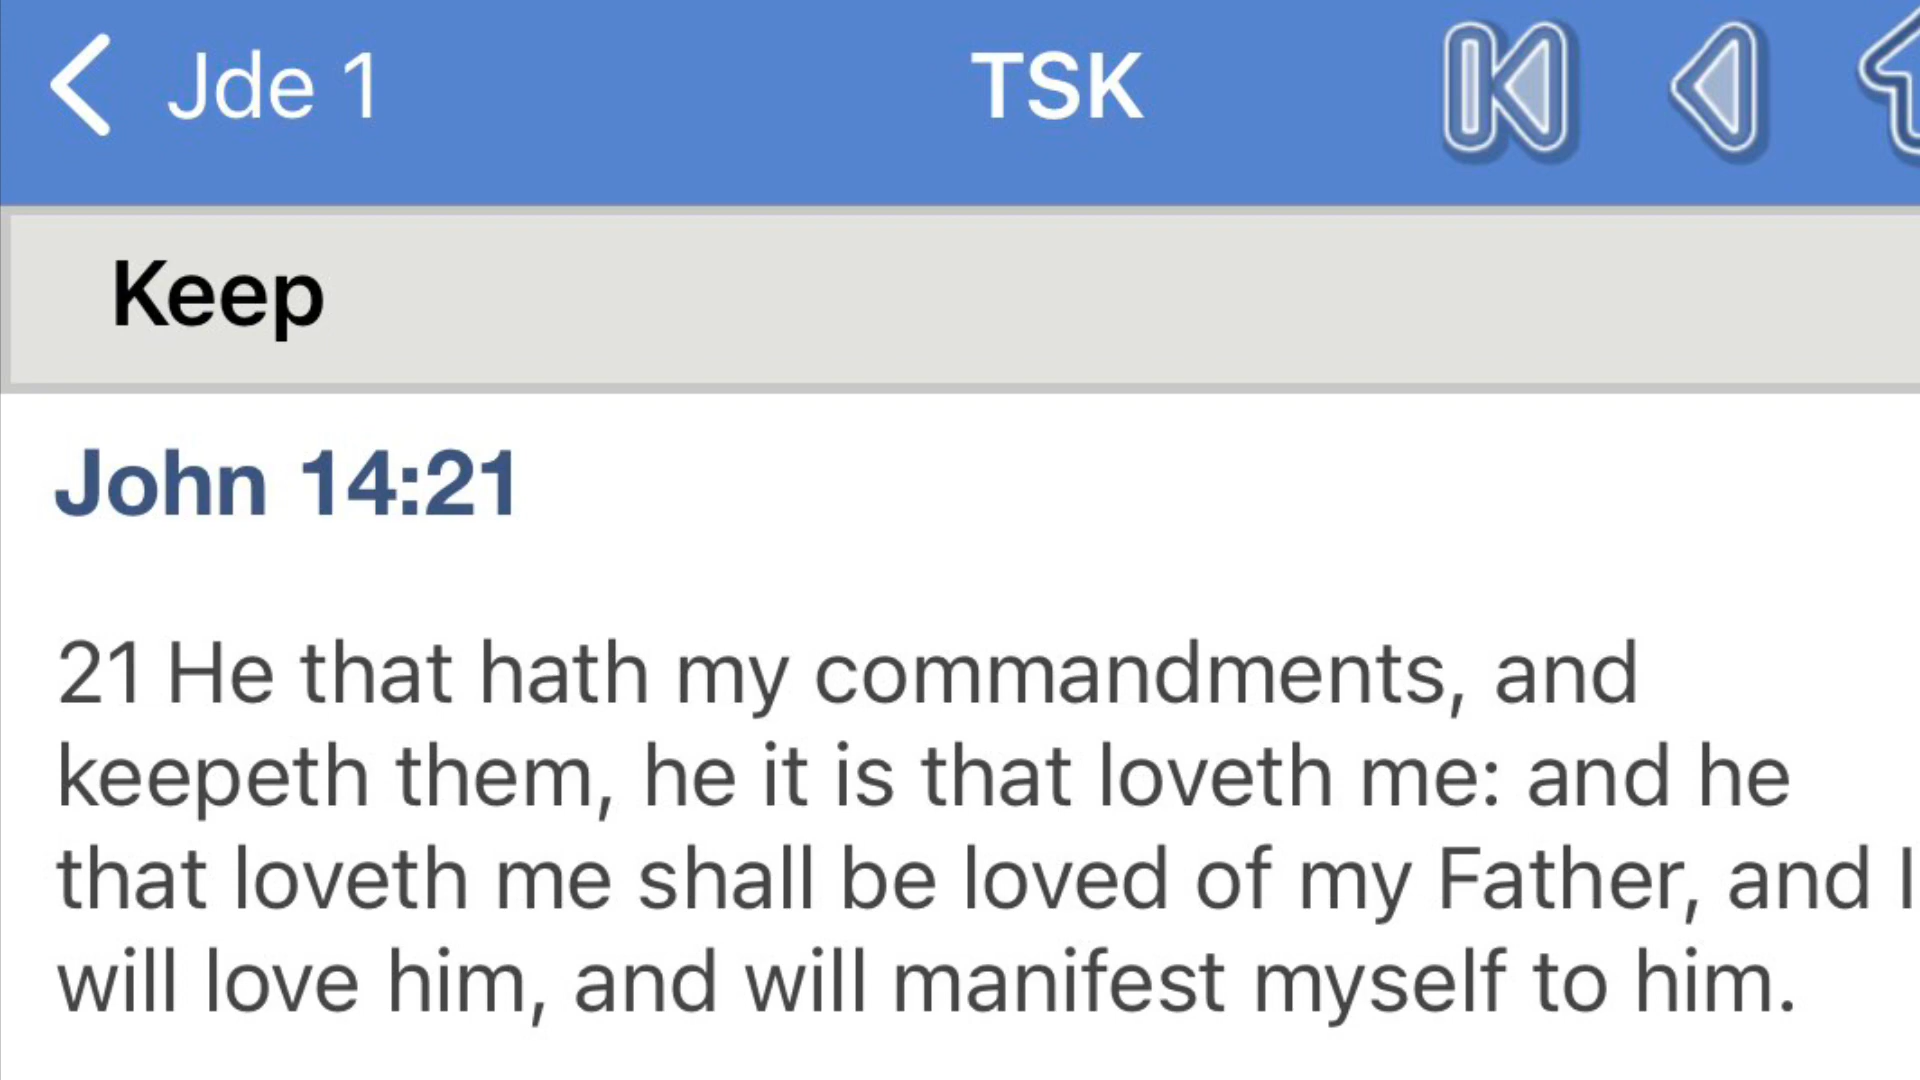 Jde 1
TSK
Keep
John 14:21
21 He that hath my commandments, and
keepeth them, he it is that loveth me: and he
that loveth me shall be loved of my Father, and I
will love him, and will manifest myself to him.